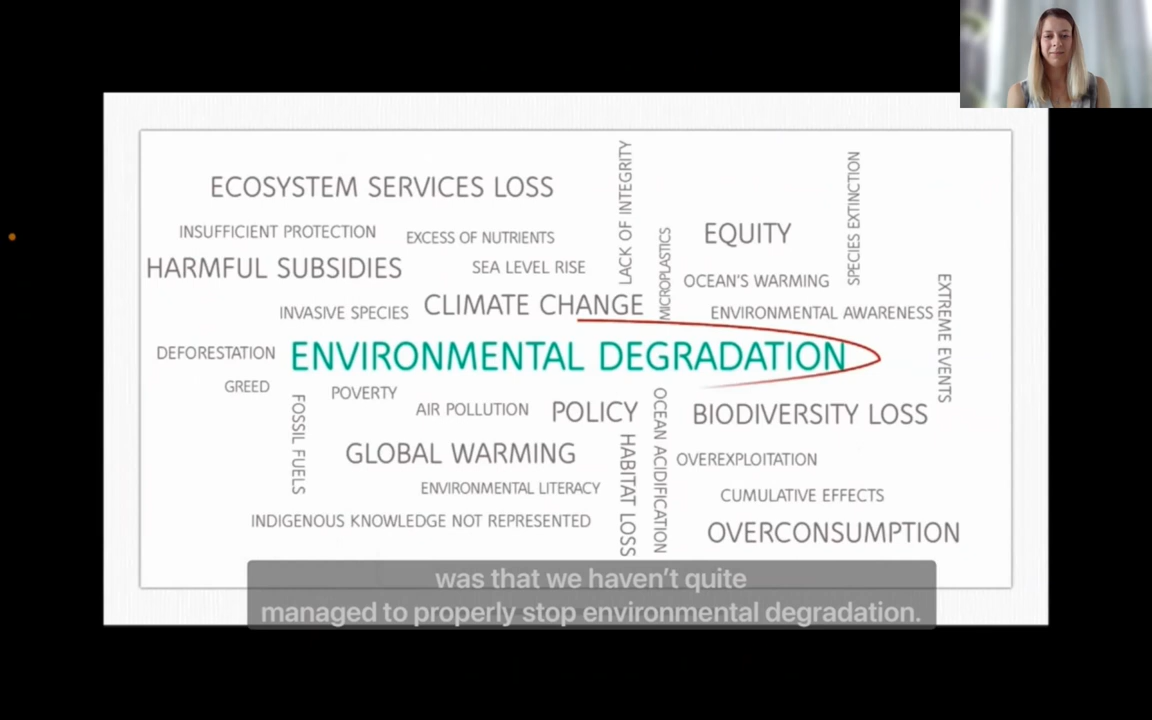 ECOSYSTEM SERVICES LOSS
LACK OF INTEGRITY
SPECIES EXTINCTION
INSUFFICIENT PROTECTION
EXCESS OF NUTRIENTS
MICROPLASTICS
EQUITY
HARMFUL SUBSIDIES
SEA LEVEL RISE
OCEAN'S WARMING
EXTREME EVENTS
INVASIVE SPECIES
CLIMATE CHANGE
ENVIRONMENTAL AWARENESS
DEFORESTATION
ENVIRONMENTAL DEGRADATION
GREED
POVERTY
FOSSIL FUELS
AIR POLLUTION
POLICY
OCEAN ACIDIFICATION
BIODIVERSITY LOSS
GLOBAL WARMING
HABITAT LOSS
OVEREXPLOITATION
ENVIRONMENTAL LITERACY
CUMULATIVE EFFECTS
INDIGENOUS KNOWLEDGE NOT REPRESENTED
OVERCONSUMPTION
was that we haven't quite
managed to properly stop environmental degradation.